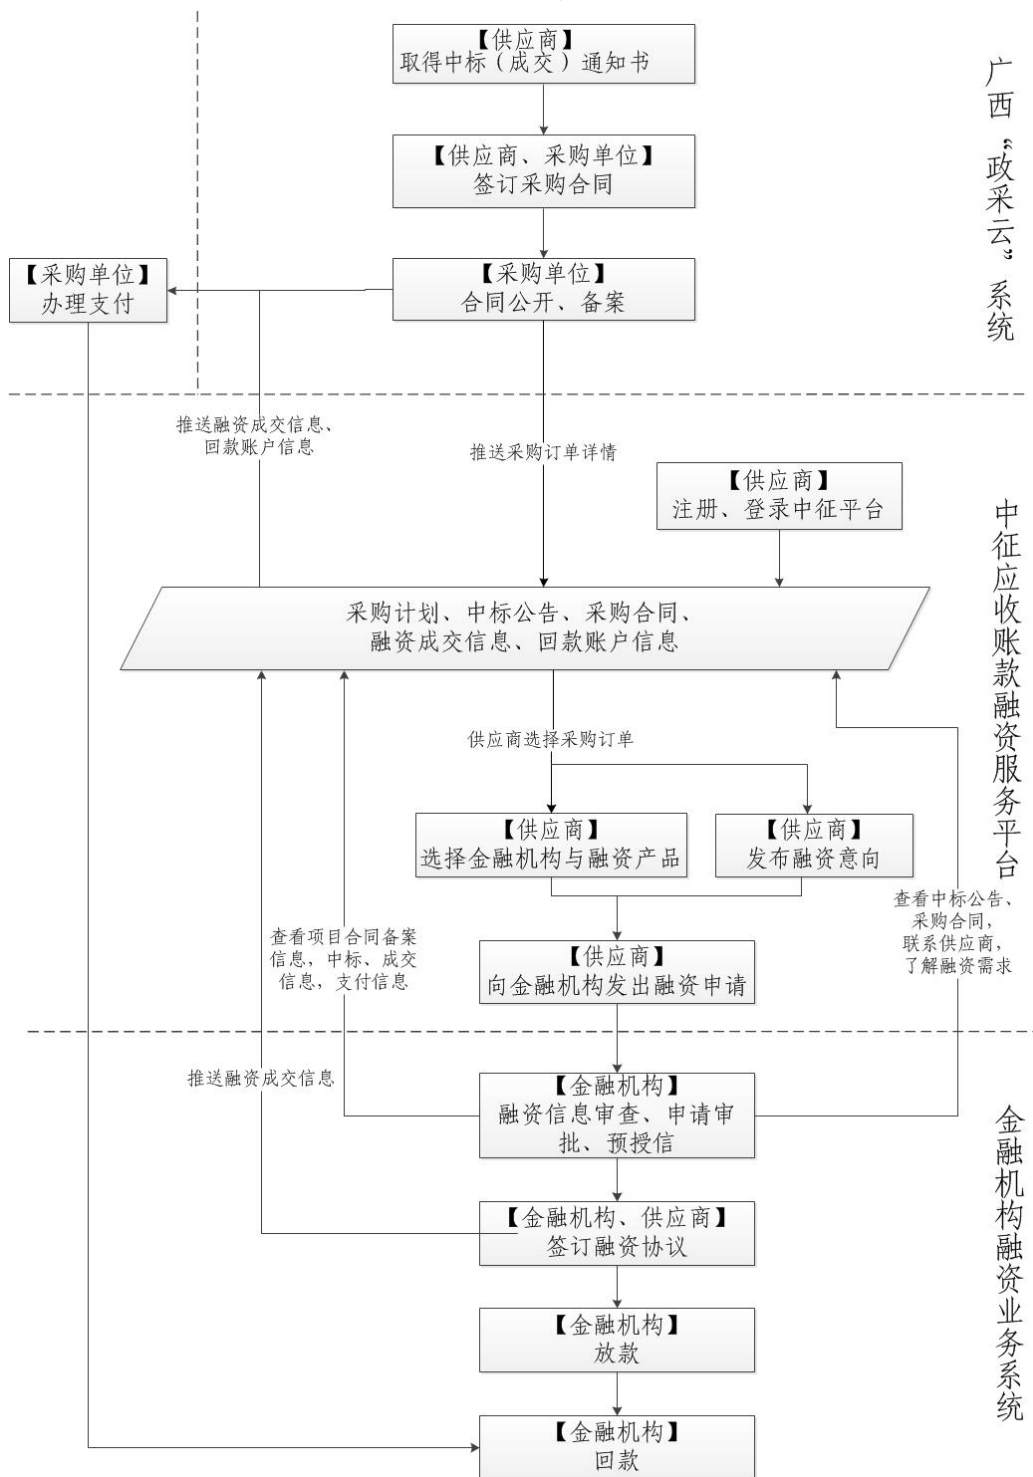 【供应商】
取得中标（成交）通知书
【供应商、采购单位】
签订采购合同
【采购单位】
合同公开、备案
【采购单位】
办理支付
广西“政采云”系统
推送融资成交信息、
回款账户信息
推送采购订单详情
【供应商】
注册、登录中征平台
采购计划、中标公告、采购合同、
融资成交信息、回款账户信息
供应商选择采购订单
【供应商】
选择金融机构与融资产品
【供应商】
发布融资意向
查看项目合同备案
信息，中标、成交
信息，支付信息
【供应商】
向金融机构发出融资申请
查看中标公告、
采购合同，
联系供应商，
了解融资需求
中征应收账款融资服务平台
推送融资成交信息
【金融机构】
融资信息审查、申请审
批、预授信
【金融机构、供应商】
签订融资协议
【金融机构】
放款
【金融机构】
回款
金融机构融资业务系统